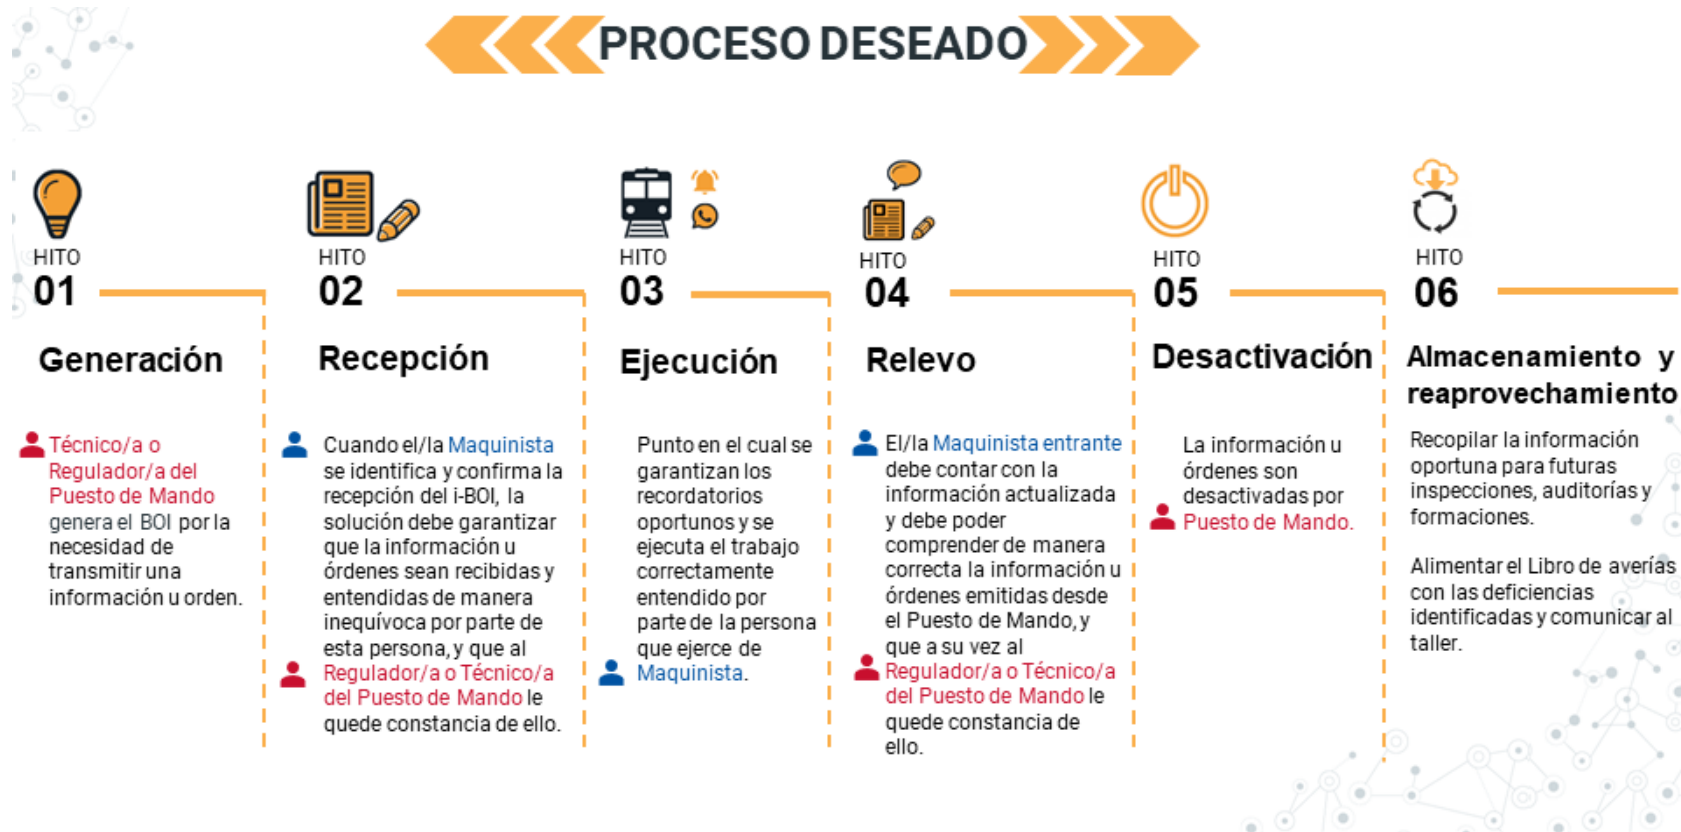 PROCESO DESEADO
HITO
01
Generación
Técnico/a o
Regulador/a del
Puesto de Mando
genera el BOI por la
necesidad de
transmitir una
información u orden.
HITO
02
Recepción
Cuando el/la Maquinista
se identifica y confirma la
recepción del i-BOI, la
solución debe garantizar
que la información u
órdenes sean recibidas y
entendidas de manera
inequívoca por parte de
esta persona, y que al
Regulador/a o Técnico/a
del Puesto de Mando le
quede constancia de ello.
HITO
03
Ejecución
Punto en el cual se
garantizan los
recordatorios
oportunos y se
ejecuta el trabajo
correctamente
entendido por
parte de la persona
que ejerce de
Maquinista.
HITO
04
Relevo
El/la Maquinista entrante
debe contar con la
información actualizada
y debe poder
comprender de manera
correcta la información u
órdenes emitidas desde
el Puesto de Mando, y
que a su vez al
Regulador/a o Técnico/a
del Puesto de Mando le
quede constancia de
ello.
HITO
05
Desactivación
La información u
órdenes son
desactivadas por
Puesto de Mando.
HITO
06
Almacenamiento y
reaprovechamiento
Recopilar la información
oportuna para futuras
inspecciones, auditorías y
formaciones.
Alimentar el Libro de averías
con las deficiencias
identificadas y comunicar al
taller.